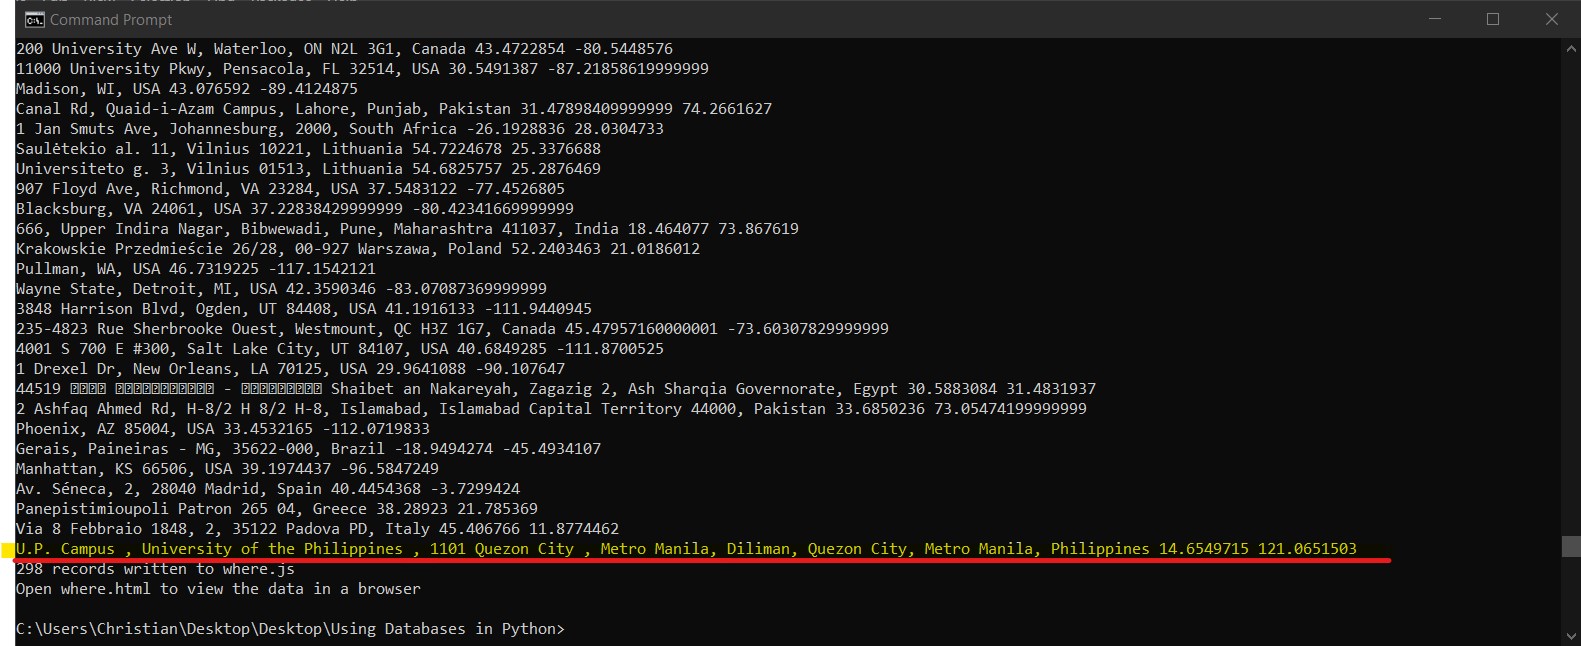 Command Prompt
200 University Ave W, Waterloo, ON N2L 3G1, Canada 43.4722854 -80.5448576
11000 University Pkwy, Pensacola, FL 32514, USA 30.5491387 -87.21858619999999
Madison, WI, USA 43.076592 -89.4124875
Canal Rd, Quaid-i-Azam Campus, Lahore, Punjab, Pakistan 31.47898409999999 74.2661627
1 Jan Smuts Ave, Johannesburg, 2000, South Africa -26.1928836 28.0304733
Saulėtekio al. 11, Vilnius 10221, Lithuania 54.7224678 25.3376688
Universiteto g. 3, Vilnius 01513, Lithuania 54.6825757 25.2876469
907 Floyd Ave, Richmond, VA 23284, USA 37.5483122 -77.4526805
Blacksburg, VA 24061, USA 37.22838429999999 -80.42341669999999
666, Upper Indira Nagar, Bibwewadi, Pune, Maharashtra 411037, India 18.464077 73.867619
Krakowskie Przedmieście 26/28, 00-927 Warszawa, Poland 52.2403463 21.0186012
Pullman, WA, USA 46.7319225 -117.1542121
Wayne State, Detroit, MI, USA 42.3590346 -83.07087369999999
3848 Harrison Blvd, Ogden, UT 84408, USA 41.1916133 -111.9440945
235-4823 Rue Sherbrooke Ouest, Westmount, QC H3Z 1G7, Canada 45.47957160000001 -73.60307829999999
4001 S 700 E #300, Salt Lake City, UT 84107, USA 40.6849285 -111.8700525
1 Drexel Dr, New Orleans, LA 70125, USA 29.9641088 -90.107647
44519 - Shaibet an Nakareyah, Zagazig 2, Ash Sharqia Governorate, Egypt 30.5883084 31.4831937
2 Ashfaq Ahmed Rd, H-8/2 H 8/2 H-8, Islamabad, Islamabad Capital Territory 44000, Pakistan 33.6850236 73.05474199999999
Phoenix, AZ 85004, USA 33.4532165 -112.0719833
Gerais, Paineiras - MG, 35622-000, Brazil -18.9494274 -45.4934107
Manhattan, KS 66506, USA 39.1974437 -96.5847249
Av. Séneca, 2, 28040 Madrid, Spain 40.4454368 -3.7299424
Panepistimioupoli Patron 265 04, Greece 38.28923 21.785369
Via 8 Febbraio 1848, 2, 35122 Padova PD, Italy 45.406766 11.8774462
U.P. Campus , University of the Philippines , 1101 Quezon City , Metro Manila, Diliman, Quezon City, Metro Manila, Philippines 14.6549715 121.0651503
298 records written to where.js
Open where.html to view the data in a browser
C:\Users\Christian\Desktop\Desktop\Using Databases in Python>